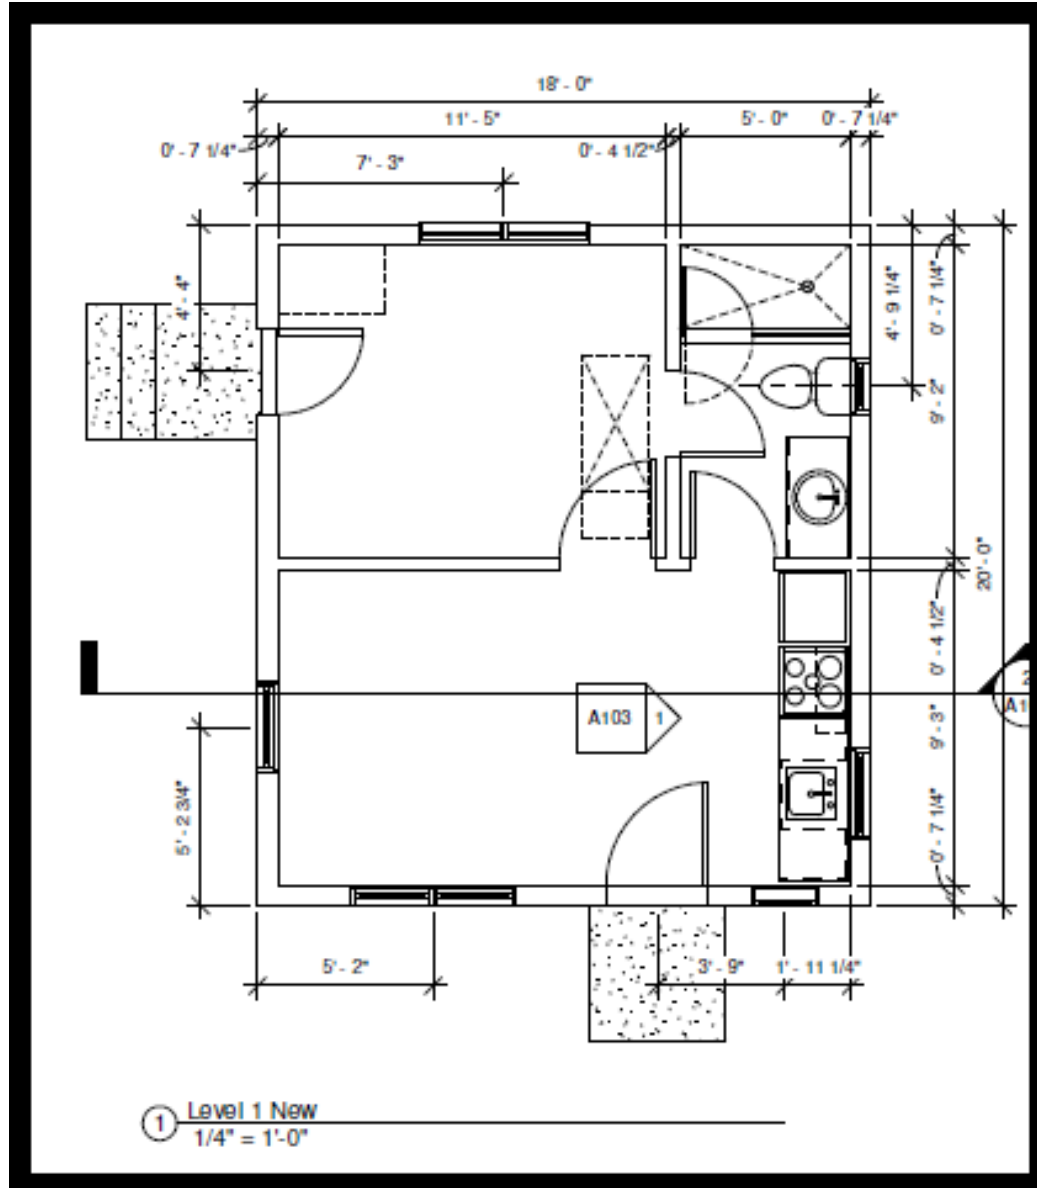 18' - 0"
11' - 5"
5' - 0"
0' - 7 1/4"
0' - 7 1/4"
0' - 4 1/2"
7' - 3"
4' - 4"
4' - 9 1/4"
0' - 7 1/4"
9' - 2"
20' - 0"
0' - 4 1/2"
A103
1
2
A1
9' - 3"
5' - 2 3/4"
0' - 7 1/4"
5' - 2"
3' - 9"
1' - 11 1/4"
1
Level 1 New
1/4" = 1'-0"